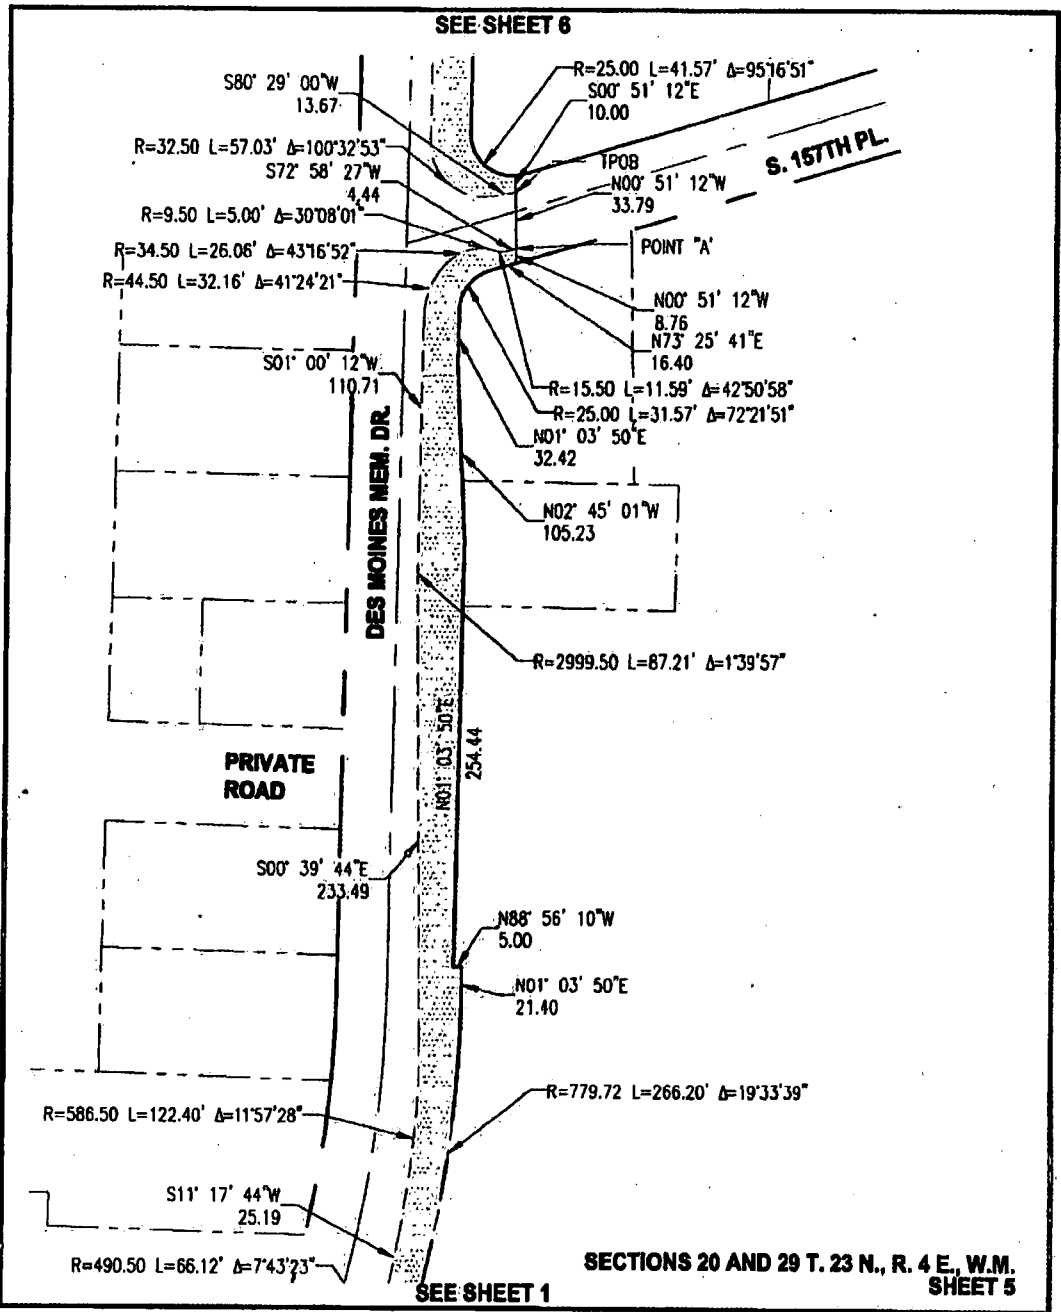 SEE SHEET 6
R=25.00 L=41.57' Δ=95°16'51"
S00° 51' 12"E
10.00
S80° 29' 00"W
13.67
R=32.50 L=57.03' Δ=100°32'53"
TPOB
S. 157TH PL.
S72° 58' 27"W
4.44
N00° 51' 12"W
33.79
R=9.50 L=5.00' Δ=30°08'01"
POINT "A"
R=34.50 L=26.06' Δ=43°16'52"
R=44.50 L=32.16' Δ=41°24'21"
N00° 51' 12"W
8.76
N73° 25' 41"E
16.40
S01° 00' 12"W
110.71
R=15.50 L=11.59' Δ=42°50'58"
R=25.00 L=31.57' Δ=72°21'51"
N01° 03' 50"E
32.42
DES MOINES MEM. DR.
N02° 45' 01"W
105.23
R=2999.50 L=87.21' Δ=1°39'57"
N01° 03' 50"E
254.44
PRIVATE
ROAD
S00° 39' 44"E
233.49
N88° 56' 10"W
5.00
N01° 03' 50"E
21.40
R=779.72 L=266.20' Δ=19°33'39"
R=586.50 L=122.40' Δ=11°57'28"
S11° 17' 44"W
25.19
R=490.50 L=66.12' Δ=7°43'23"
SECTIONS 20 AND 29 T. 23 N., R. 4 E., W.M.
SHEET 5
SEE SHEET 1